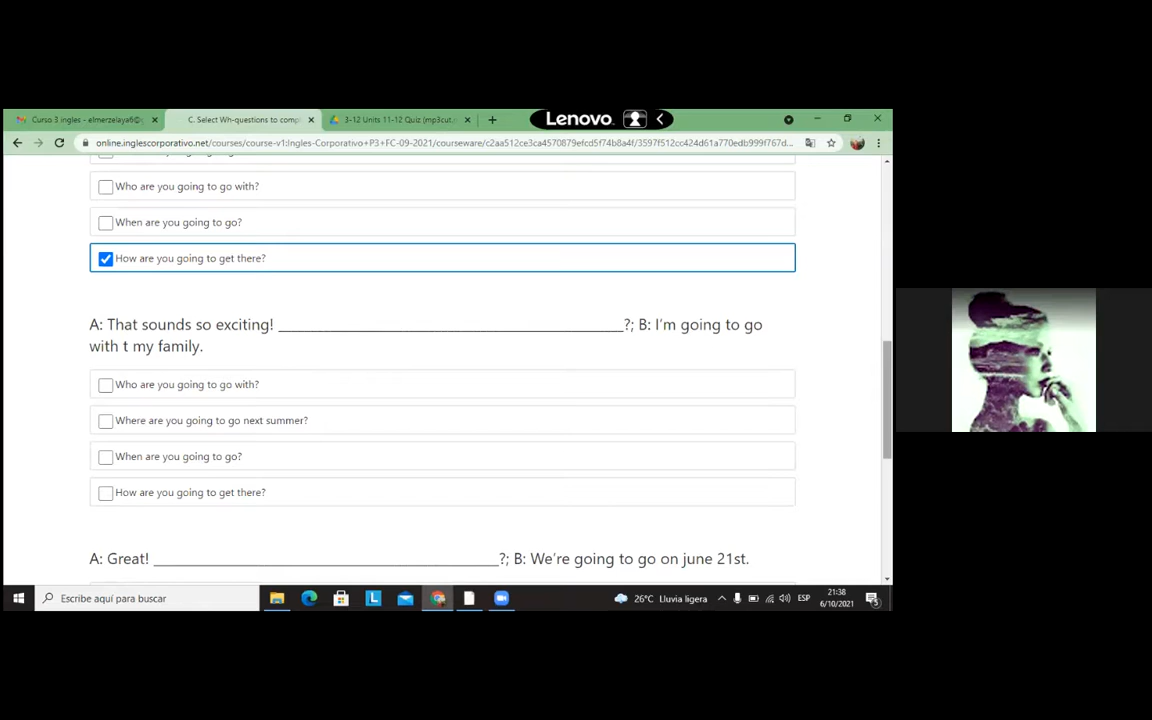 Curso 3 ingles - elmerzelaya6@g
C. Select Wh-questions to comp
3-12 Units 11-12 Quiz (mp3cut.
Lenovo
online.inglescorporativo.net/courses/course-v1:Ingles-Corporativo+P3+FC-09-2021/courseware/c2aa512ce3ca4570879efcd5f74b8a4f/3597f512cc424d61a770edb999f767d...
Who are you going to go with?
When are you going to go?
How are you going to get there?
A: That sounds so exciting! ______________________________________?; B: I'm going to go
with t my family.
Who are you going to go with?
Where are you going to go next summer?
When are you going to go?
How are you going to get there?
A: Great! ______________________________________?; B: We're going to go on june 21st.
Escribe aquí para buscar
L
26°C Lluvia ligera
ESP
21:38
6/10/2021
5